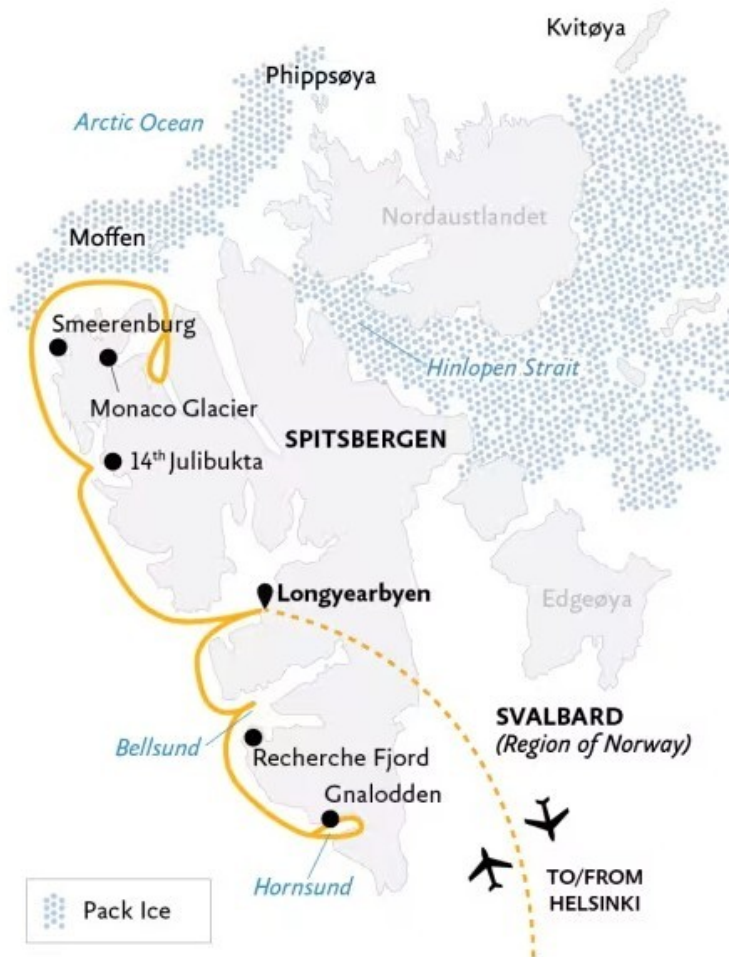 Kvitøya
Phippsøya
Arctic Ocean
Nordaustlandet
Moffen
Smeerenburg
Hinlopen Strait
Monaco Glacier
SPITSBERGEN
14th Julibukta
Longyearbyen
Edgeøya
SVALBARD
(Region of Norway)
Bellsund
Recherche Fjord
Gnalodden
Hornsund
TO/FROM
HELSINKI
Pack Ice